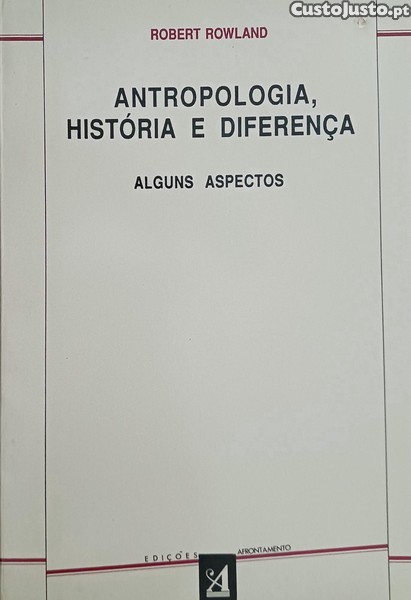 CustoJusto.pt
ROBERT ROWLAND
ANTROPOLOGIA,
HISTÓRIA E DIFERENÇA
ALGUNS ASPECTOS
EDIÇÕES AFRONTAMENTO
A